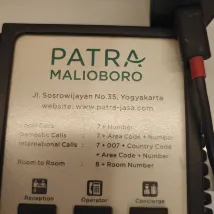 PATRA
MALIOBORO
Jl. Sosrowijayan No.35, Yogyakarta
website: www.patra-jasa.com
Local Calls : 7 + Number
Domestic Calls : 7 + Area Code + Number
International Calls : 7 + 007 + Country Code
+ Area Code + Number
Room to Room : 8 + Room Number
Reception
Operator
Concierge